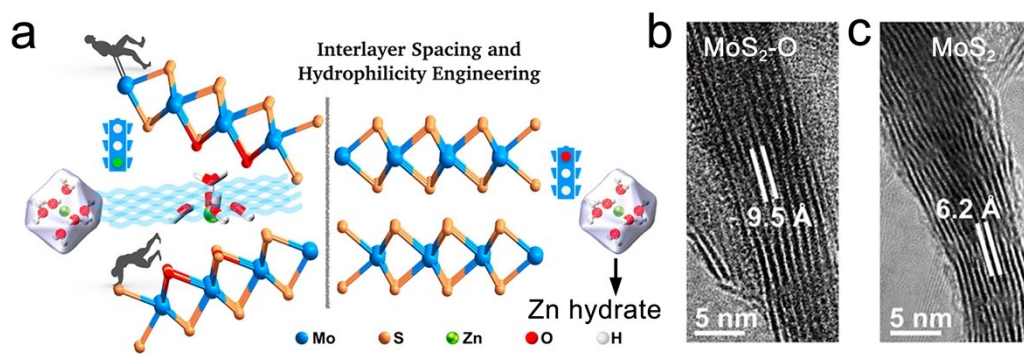 a
Interlayer Spacing and
Hydrophilicity Engineering
Zn hydrate
Mo S Zn O H
b
MoS₂-O
9.5 Å
5 nm
c
MoS₂
6.2 Å
5 nm